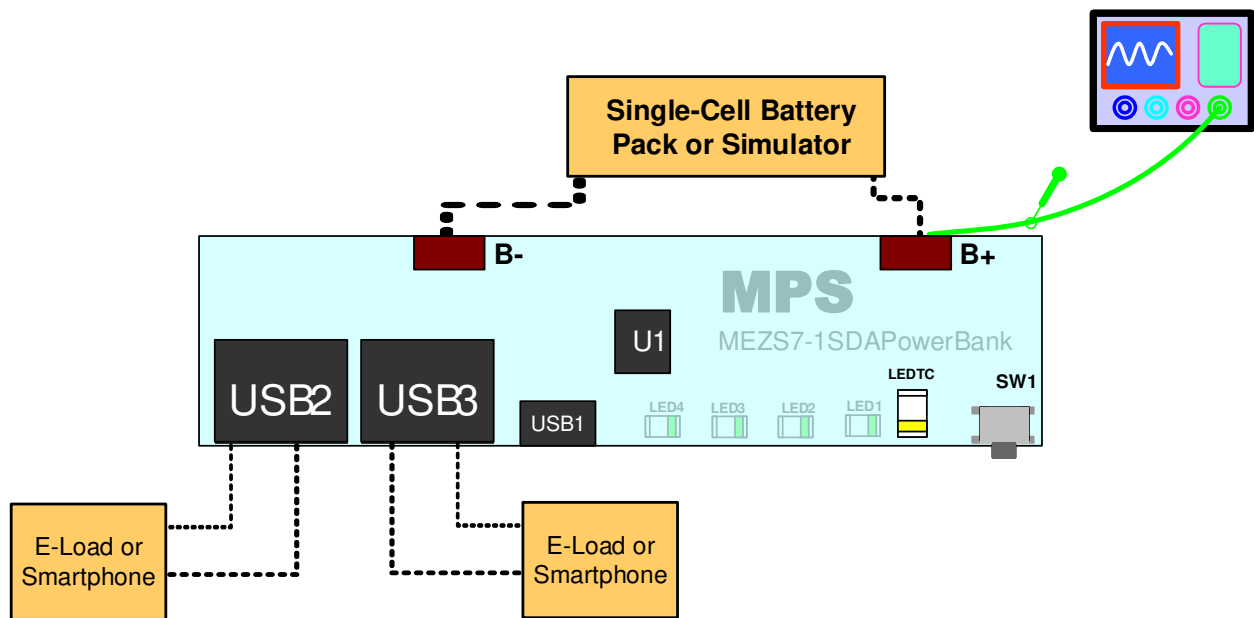 Single-Cell Battery
Pack or Simulator
B-
B+
MPS
MEZS7-1SDAPowerBank
U1
USB2
USB3
USB1
LED4
LED3
LED2
LED1
LEDTC
SW1
E-Load or
Smartphone
E-Load or
Smartphone